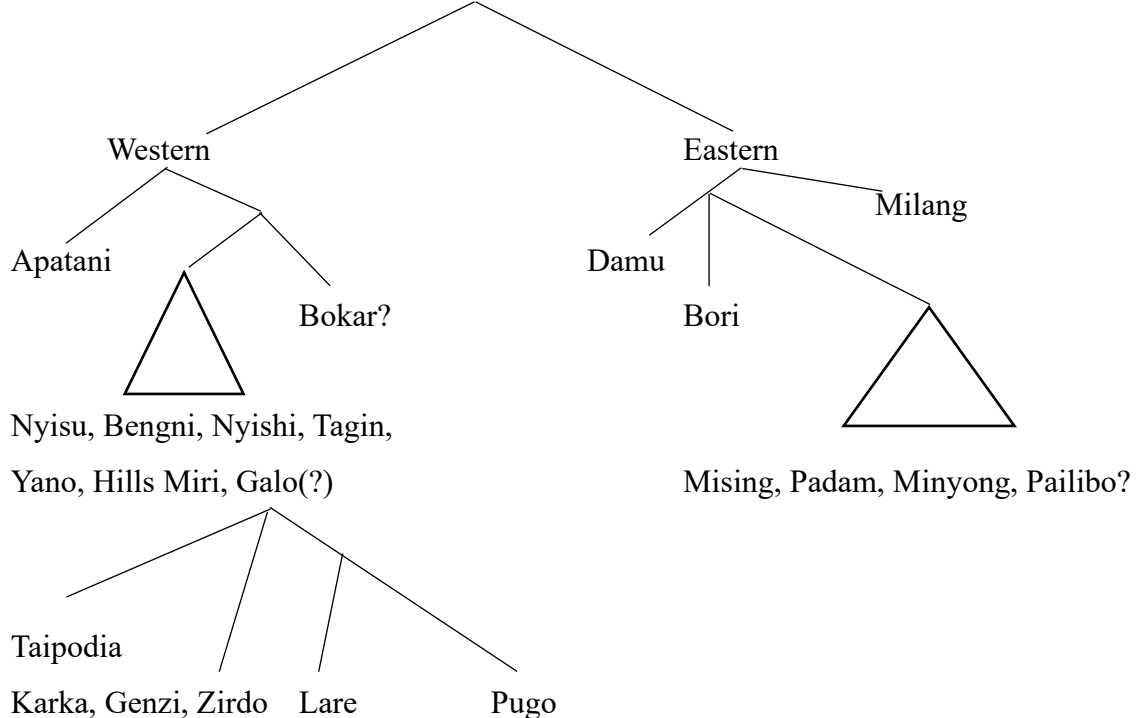 Western
Eastern
Milang
Apatani
Damu
Bokar?
Bori
Nyisu, Bengni, Nyishi, Tagin,
Yano, Hills Miri, Galo(?)
Mising, Padam, Minyong, Pailibo?
Taipodia
Karka, Genzi, Zirdo
Lare
Pugo